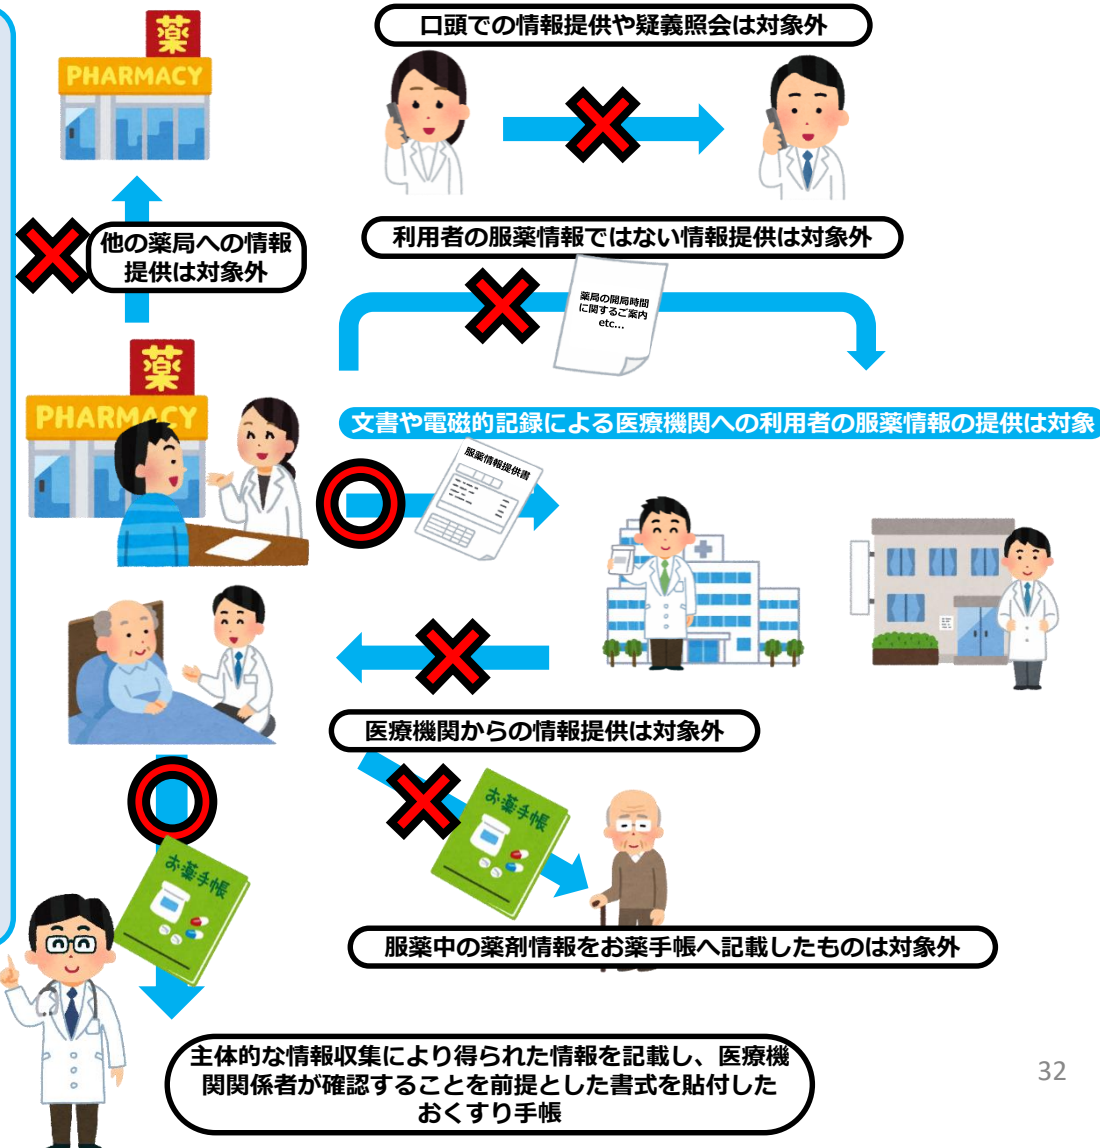 薬
PHARMACY
口頭での情報提供や疑義照会は対象外
他の薬局への情報
提供は対象外
利用者の服薬情報ではない情報提供は対象外
薬局の開局時間
に関するご案内
etc…
薬
PHARMACY
文書や電磁的記録による医療機関への利用者の服薬情報の提供は対象
服薬情報提供書
医療機関からの情報提供は対象外
お薬手帳
お薬手帳
服薬中の薬剤情報をお薬手帳へ記載したものは対象外
主体的な情報収集により得られた情報を記載し、医療機
関関係者が確認することを前提とした書式を貼付した
おくすり手帳
32